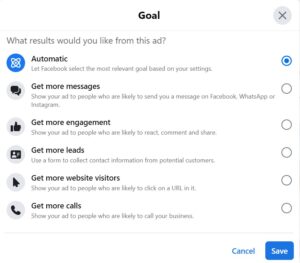 Goal
What results would you like from this ad?
Automatic
Let Facebook select the most relevant goal based on your settings.
Get more messages
Show your ad to people who are likely to send you a message on Facebook, WhatsApp or
Instagram.
Get more engagement
Show your ad to people who are likely to react, comment and share.
Get more leads
Use a form to collect contact information from potential customers.
Get more website visitors
Show your ad to people who are likely to click on a URL in it.
Get more calls
Show your ad to people who are likely to call your business.
Cancel Save